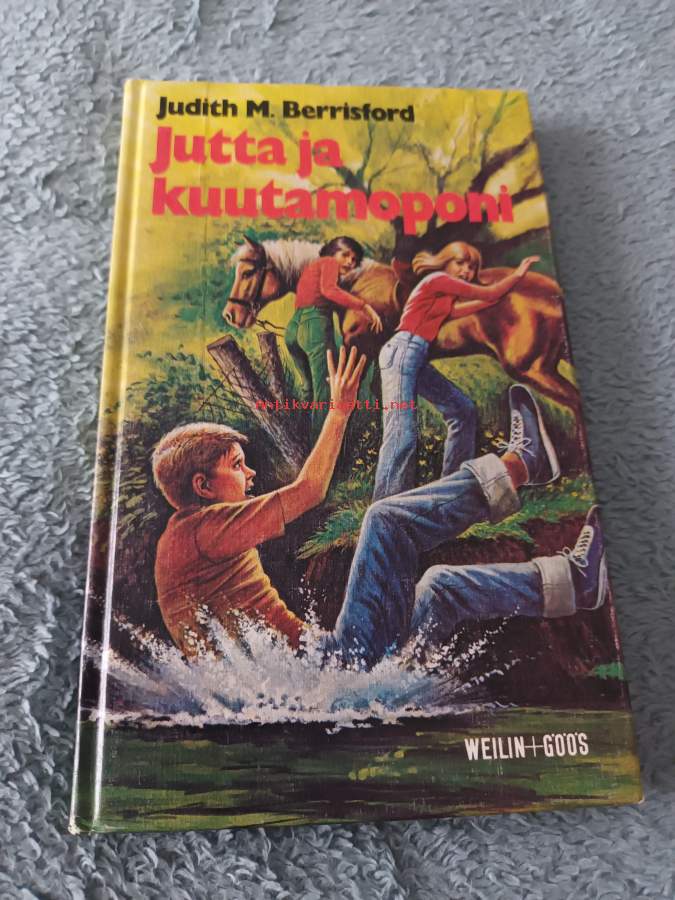 Judith M. Berrisford
Jutta ja
kuutamoponi
antikvariaatti.net
WEILIN+GÖÖS